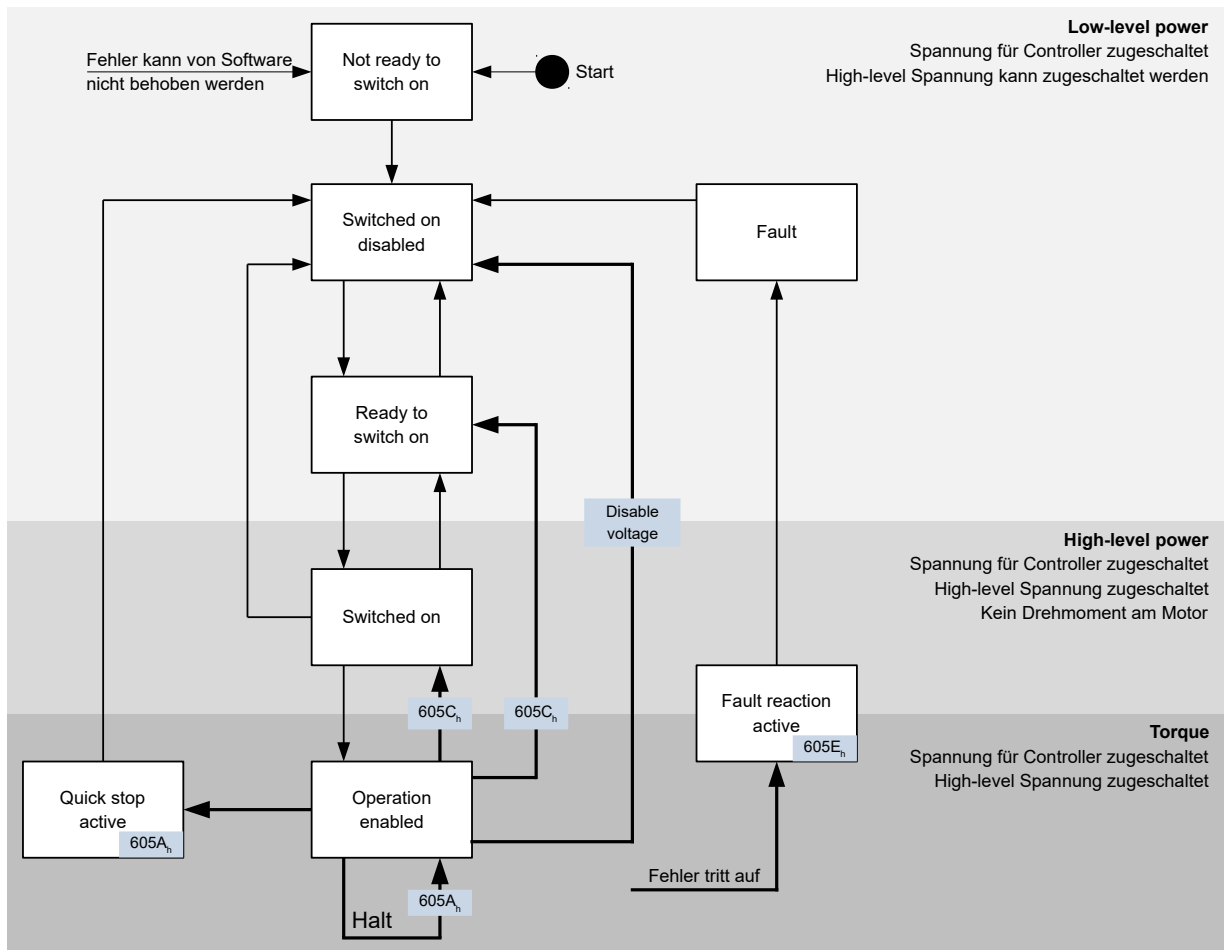 Low-level power
Spannung für Controller zugeschaltet
High-level Spannung kann zugeschaltet werden
Fehler kann von Software
nicht behoben werden
Not ready to
switch on
Start
Switched on
disabled
Fault
Ready to
switch on
Disable
voltage
High-level power
Spannung für Controller zugeschaltet
High-level Spannung zugeschaltet
Kein Drehmoment am Motor
Switched on
605Ch
605Ch
Fault reaction
active
605Eh
Torque
Spannung für Controller zugeschaltet
High-level Spannung zugeschaltet
Quick stop
active
605Ah
Operation
enabled
Fehler tritt auf
605Ah
Halt